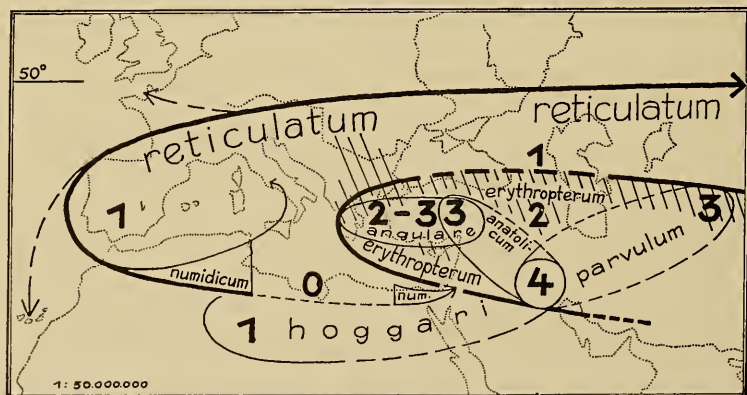 50°
reticulatum
reticulatum
1
erythropterum
1
2-3
3
2
3
angulare
anatoli-
cum
erythropterum
parvulum
numidicum
0
num.
4
1
hoggari
1:50.000.000